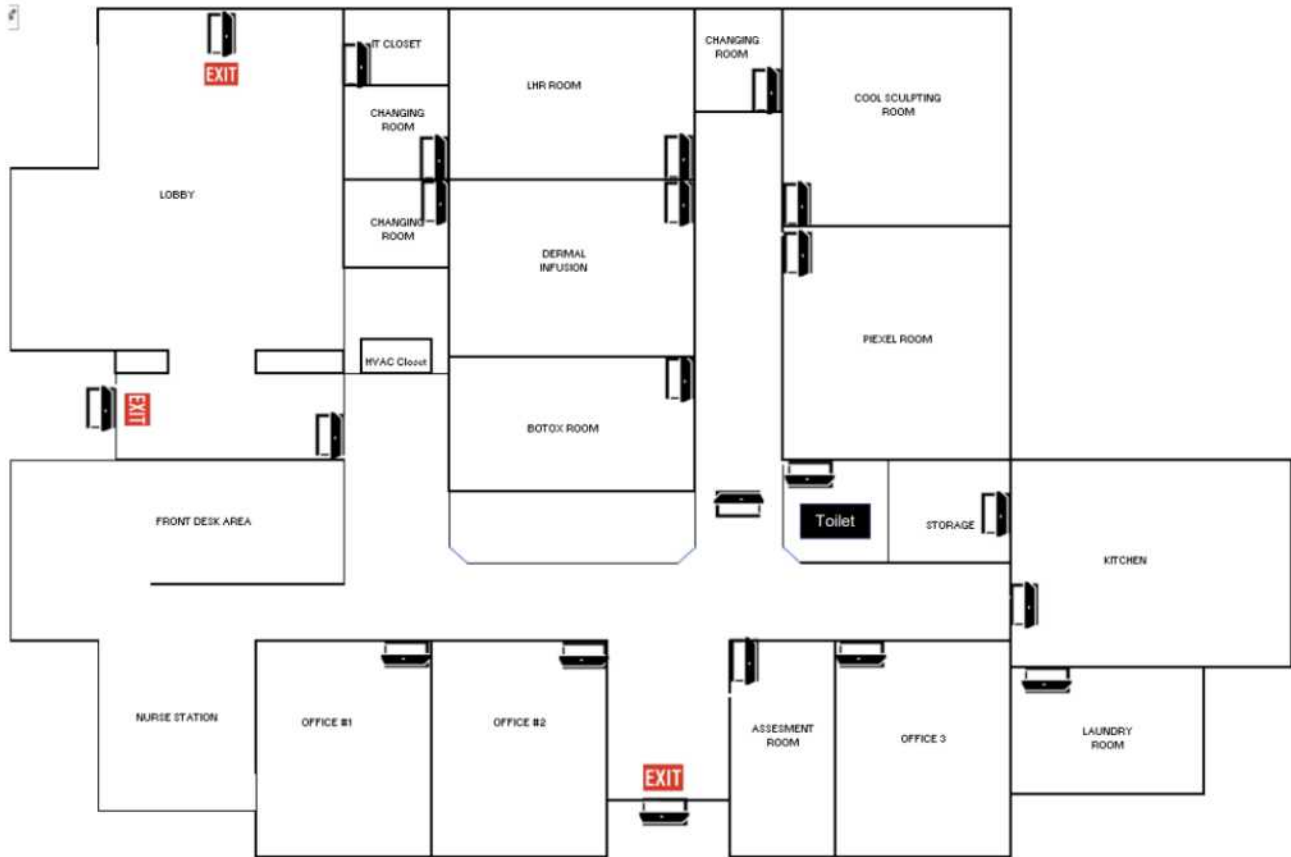 IT CLOSET
CHANGING
ROOM
LHR ROOM
COOL SCULPTING
ROOM
EXIT
CHANGING
ROOM
LOBBY
CHANGING
ROOM
DERMAL
INFUSION
PIEXEL ROOM
HVAC Closet
EXIT
BOTOX ROOM
FRONT DESK AREA
Toilet
STORAGE
KITCHEN
NURSE STATION
OFFICE #1
OFFICE #2
ASSESMENT
ROOM
OFFICE 3
LAUNDRY
ROOM
EXIT